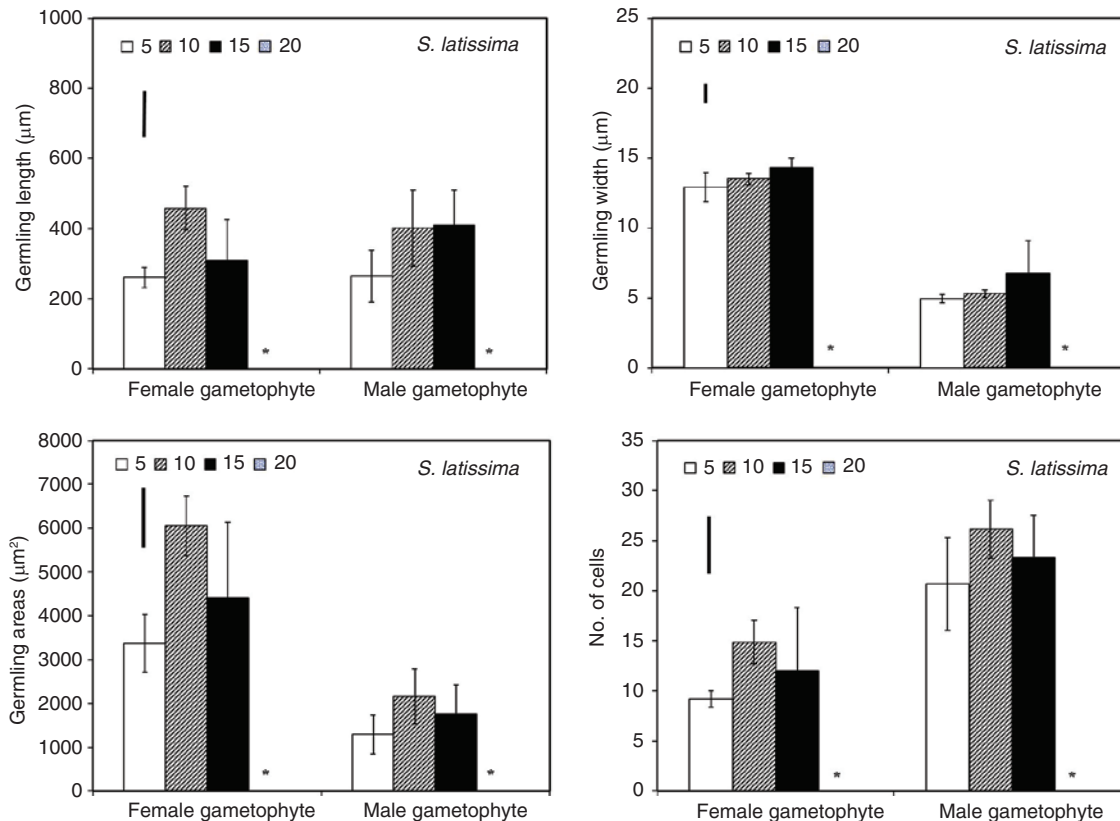 1000
800
600
400
200
0
Germling length (μm)
5 10 15 20
S. latissima
*
*
Female gametophyte Male gametophyte
25
20
15
10
5
0
Germling width (μm)
5 10 15 20
S. latissima
*
*
Female gametophyte Male gametophyte
8000
7000
6000
5000
4000
3000
2000
1000
0
Germling areas (μm²)
5 10 15 20
S. latissima
*
*
Female gametophyte Male gametophyte
35
30
25
20
15
10
5
0
No. of cells
5 10 15 20
S. latissima
*
*
Female gametophyte Male gametophyte